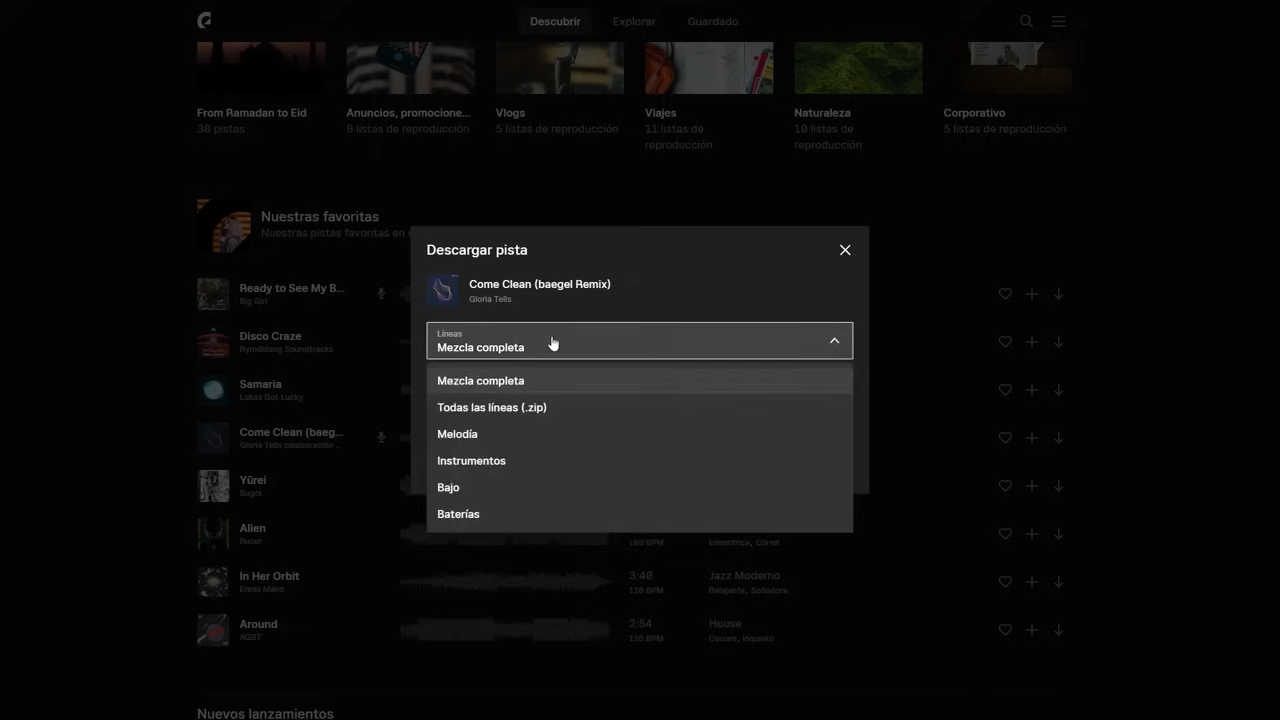 Descubrir
Explorar
Guardado
From Ramadan to Eid
30 pistas
Anuncios, promocione...
9 listas de reproducción
Vlogs
5 listas de reproducción
Viajes
11 listas de
reproducción
Naturaleza
10 listas de
reproducción
Corporativo
5 listas de reproducción
Nuestras favoritas
Nuestras pistas favoritas en
Descargar pista
Come Clean (baegel Remix)
Gloria Tells
Líneas
Mezcla completa
Mezcla completa
Todas las líneas (.zip)
Melodía
Instrumentos
Bajo
Baterías
Ready to See My B...
Big Girl
Disco Craze
Rymdklang Soundtracks
Samaria
Lukas Got Lucky
Come Clean (baeg...
Gloria Tells colaboración ...
Yūrei
Sugoi
Alien
Ruzer
160 BPM
In Her Orbit
Enneo Máno
3:40
116 BPM
Jazz Moderno
Relajante, Soñadora
Around
AGST
2:54
House
Oscuro, Inquieto
Nuevos lanzamientos